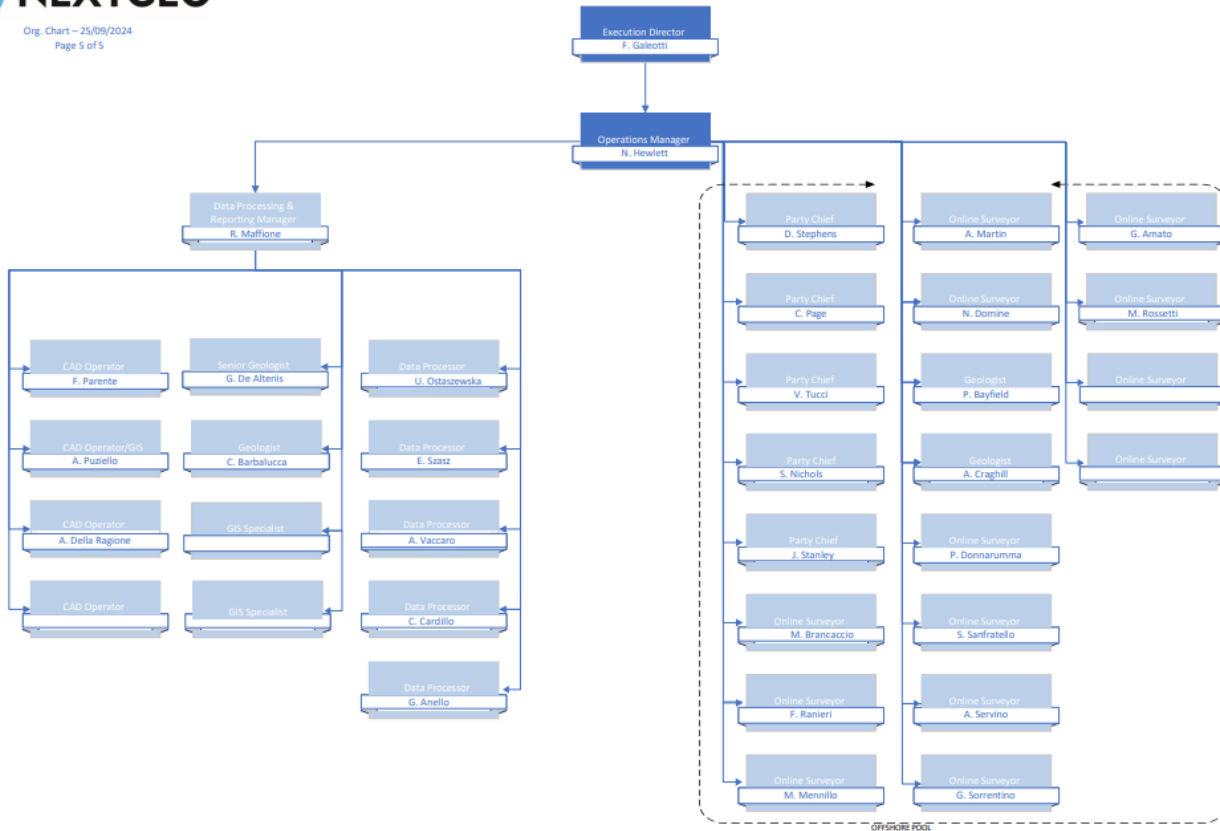 NEXTGEO
Org. Chart – 25/09/2024
Page 5 of 5
Execution Director
F. Galeotti
Operations Manager
N. Hewlett
Data Processing &
Reporting Manager
R. Maffione
CAD Operator
F. Parente
CAD Operator/GIS
A. Puziello
CAD Operator
A. Della Ragione
CAD Operator
Senior Geologist
G. De Alteriis
Geologist
C. Barbalucca
GIS Specialist
GIS Specialist
Data Processor
U. Ostaszewska
Data Processor
E. Szasz
Data Processor
A. Vaccaro
Data Processor
C. Cardillo
Data Processor
G. Anello
Party Chief
D. Stephens
Party Chief
C. Page
Party Chief
V. Tucci
Party Chief
S. Nichols
Party Chief
J. Stanley
Online Surveyor
M. Brancaccio
Online Surveyor
F. Ranieri
Online Surveyor
M. Mennillo
Online Surveyor
A. Martin
Online Surveyor
N. Domine
Geologist
P. Bayfield
Geologist
A. Craghill
Online Surveyor
P. Donnarumma
Online Surveyor
S. Sanfratello
Online Surveyor
A. Servino
Online Surveyor
G. Sorrentino
Online Surveyor
G. Amato
Online Surveyor
M. Rossetti
Online Surveyor
Online Surveyor
OFFSHORE POOL